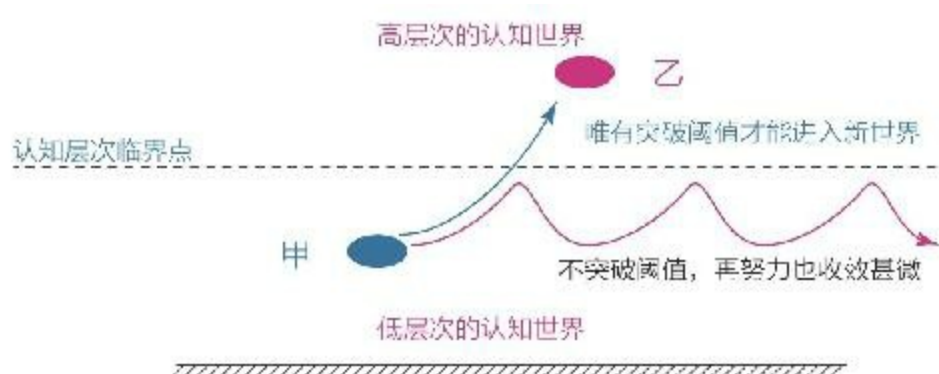 高层次的认知世界
乙
唯有突破阈值才能进入新世界
认知层次临界点
甲
不突破阈值，再努力也收效甚微
低层次的认知世界